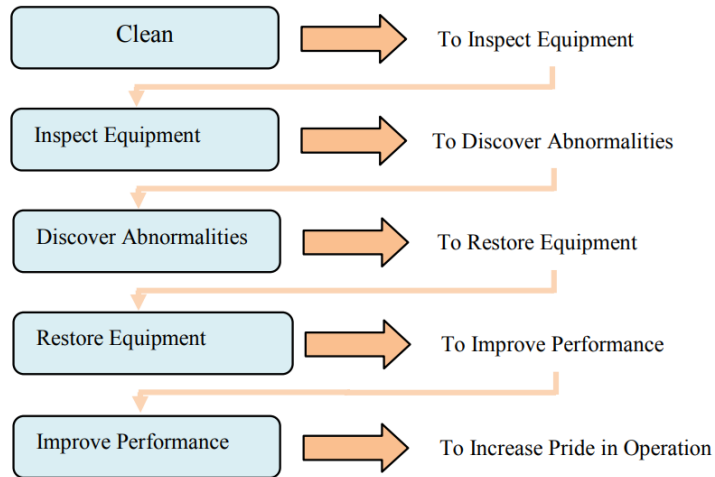 Clean
To Inspect Equipment
Inspect Equipment
To Discover Abnormalities
Discover Abnormalities
To Restore Equipment
Restore Equipment
To Improve Performance
Improve Performance
To Increase Pride in Operation